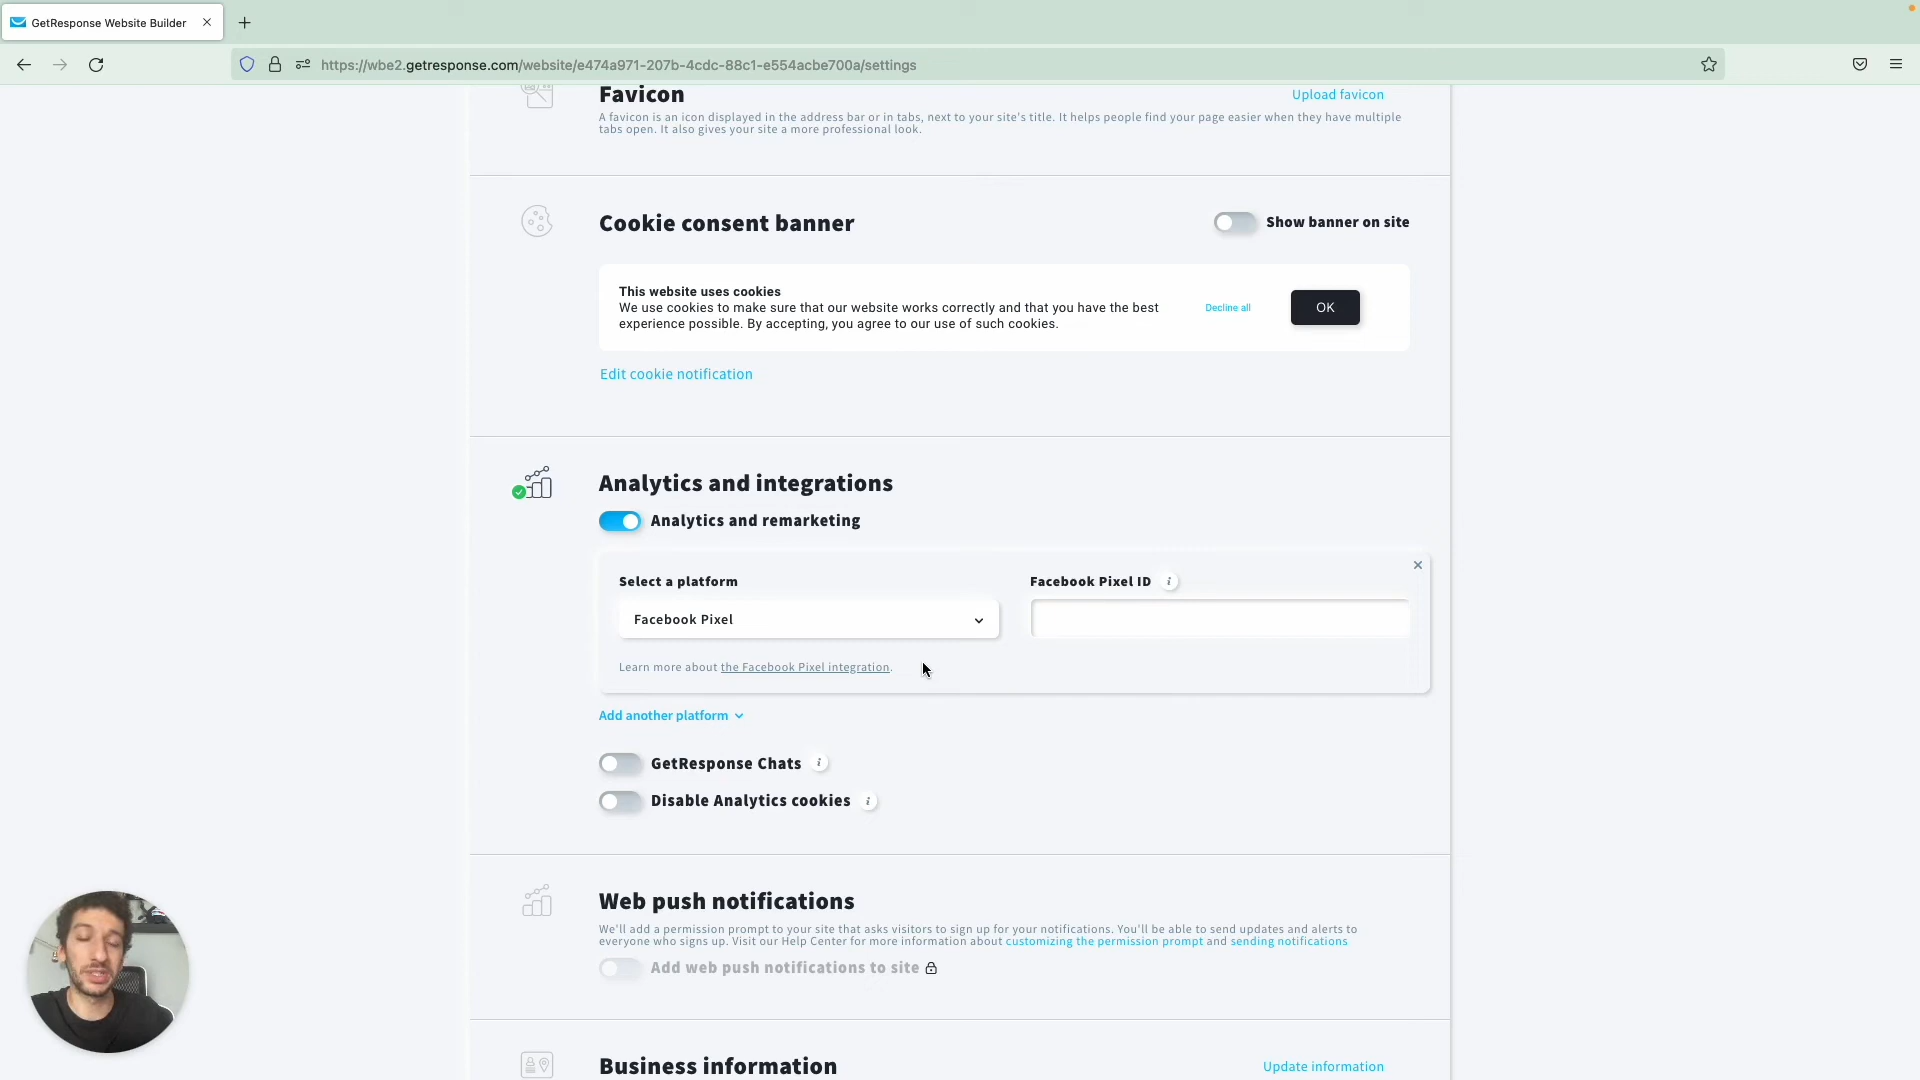 GetResponse Website Builder
https://wbe2.getresponse.com/website/e474a971-207b-4cdc-88c1-e554acbe700a/settings
Favicon
Upload favicon
A favicon is an icon displayed in the address bar or in tabs, next to your site's title. It helps people find your page easier when they have multiple
tabs open. It also gives your site a more professional look.
Cookie consent banner
Show banner on site
This website uses cookies
We use cookies to make sure that our website works correctly and that you have the best
experience possible. By accepting, you agree to our use of such cookies.
Decline all
OK
Edit cookie notification
Analytics and integrations
Analytics and remarketing
Select a platform
Facebook Pixel ID i
Facebook Pixel
Learn more about the Facebook Pixel integration.
Add another platform
GetResponse Chats i
Disable Analytics cookies i
Web push notifications
We'll add a permission prompt to your site that asks visitors to sign up for your notifications. You'll be able to send updates and alerts to
everyone who signs up. Visit our Help Center for more information about customizing the permission prompt and sending notifications
Add web push notifications to site
Business information
Update information